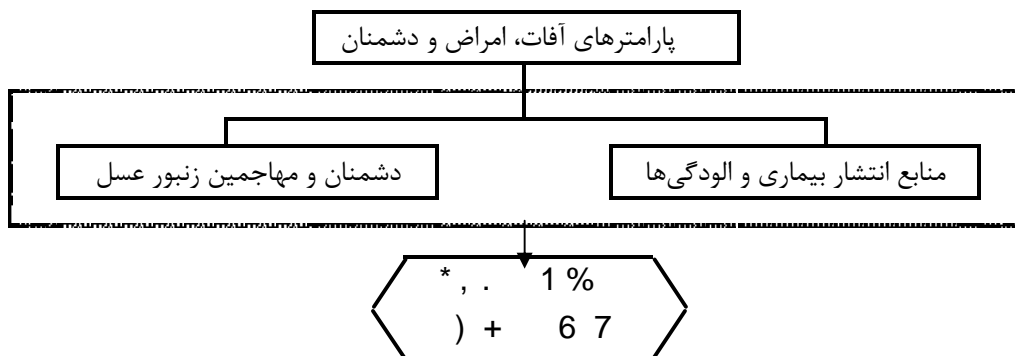 پارامترهای آفات، امراض و دشمنان
منابع انتشار بیماری و الودگی‌ها
دشمنان و مهاجمین زنبور عسل
* , . 1 %
) + 6 7